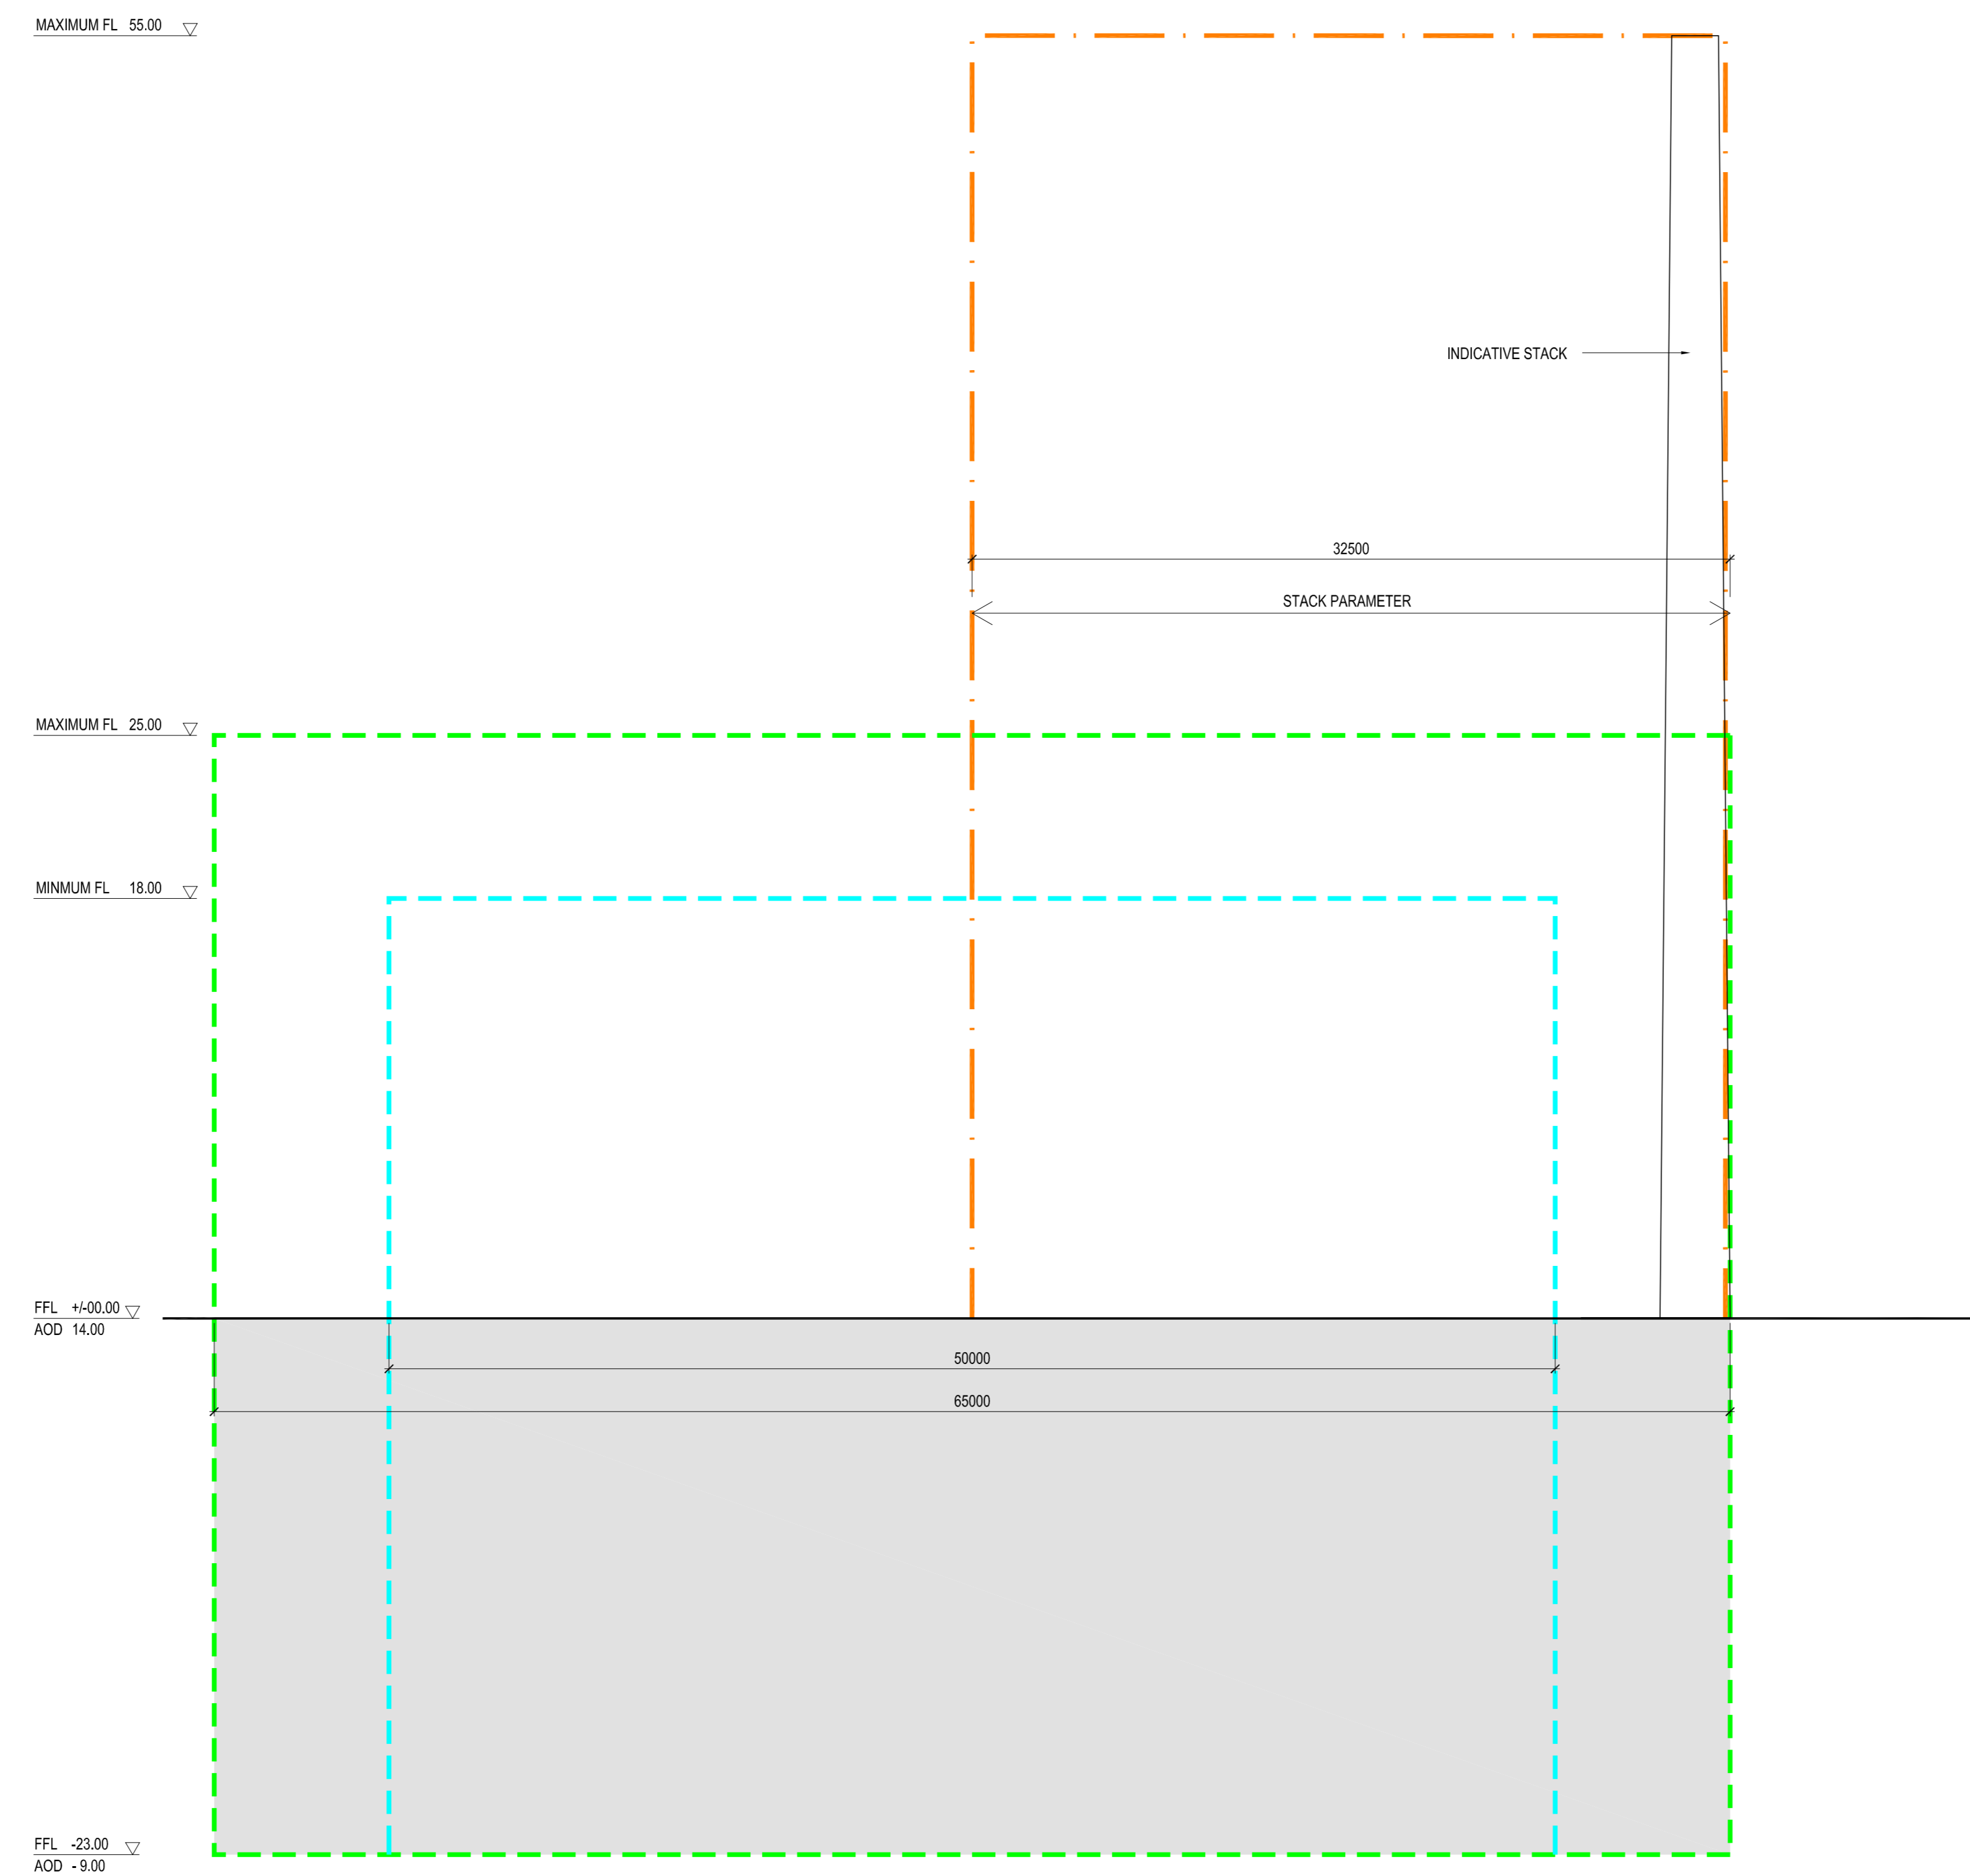 MAXIMUM FL 55.00
INDICATIVE STACK
32500
STACK PARAMETER
MAXIMUM FL 25.00
MINMUM FL 18.00
FFL +/-00.00
AOD 14.00
50000
65000
FFL -23.00
AOD - 9.00